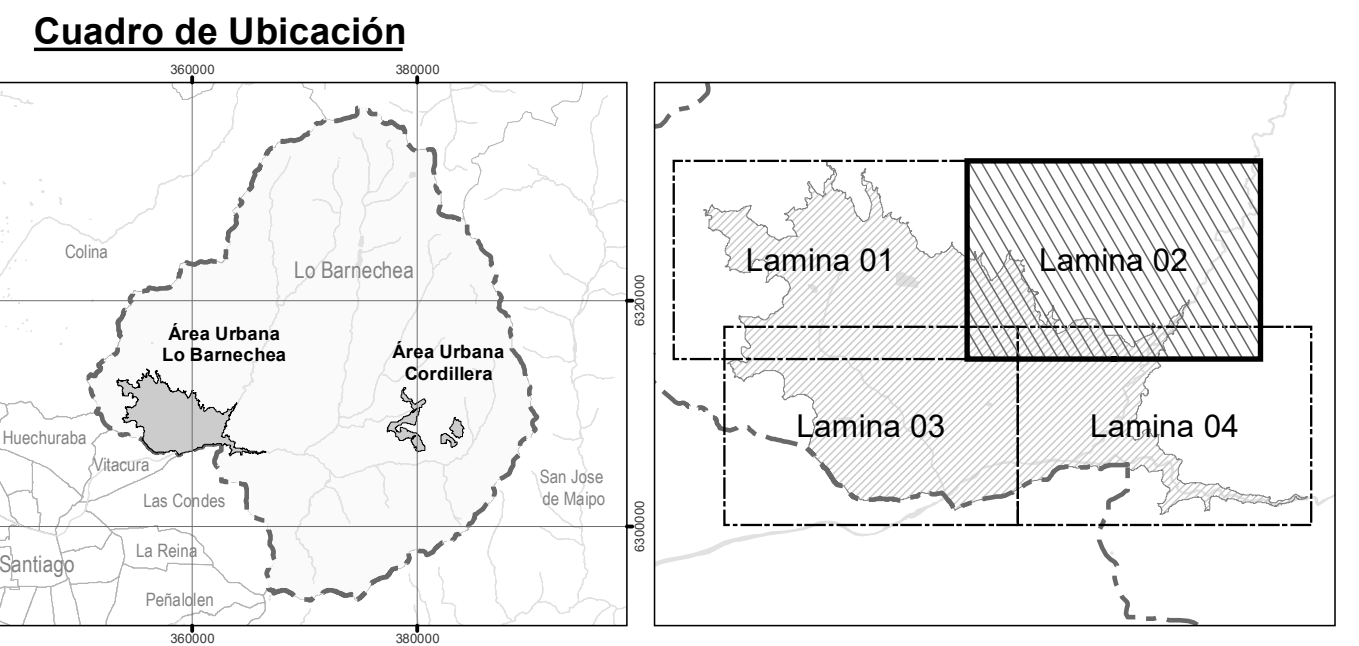 Cuadro de Ubicación
360000
380000
Colina
Lo Barnechea
6320000
Área Urbana
Lo Barnechea
Área Urbana
Cordillera
Huechuraba
Vitacura
Las Condes
San Jose
de Maipo
6300000
La Reina
Santiago
Peñalolen
360000
380000
Lamina 01
Lamina 02
Lamina 03
Lamina 04